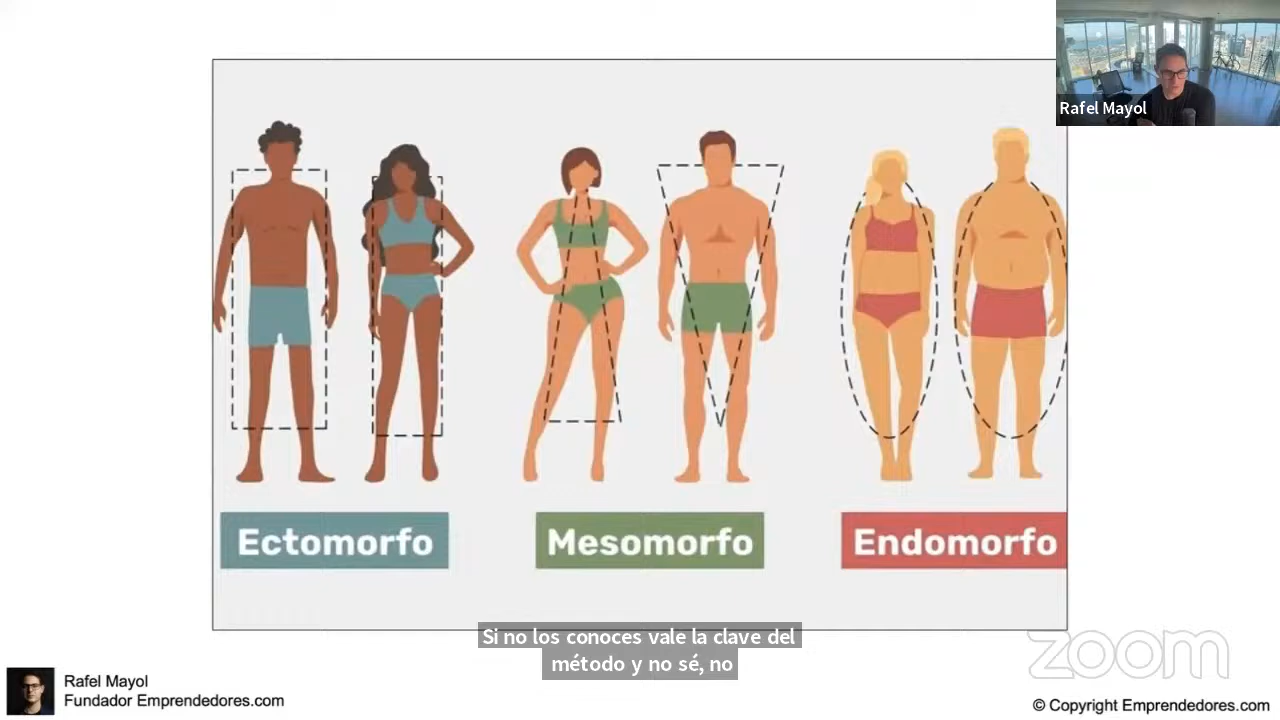 Rafel Mayol
Ectomorfo
Mesomorfo
Endomorfo
Si no los conoces vale la clave del
método y no sé, no
zoom
Rafel Mayol
Fundador Emprendedores.com
© Copyright Emprendedores.com